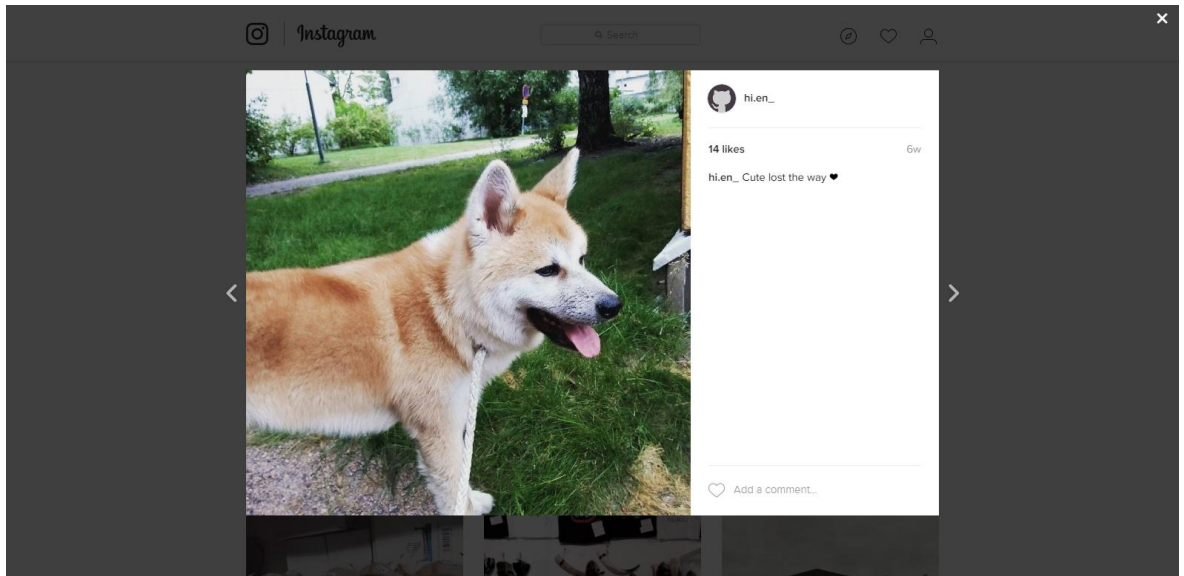 Instagram
Search
hi.en_
14 likes
6w
hi.en_ Cute lost the way ♥
Add a comment...